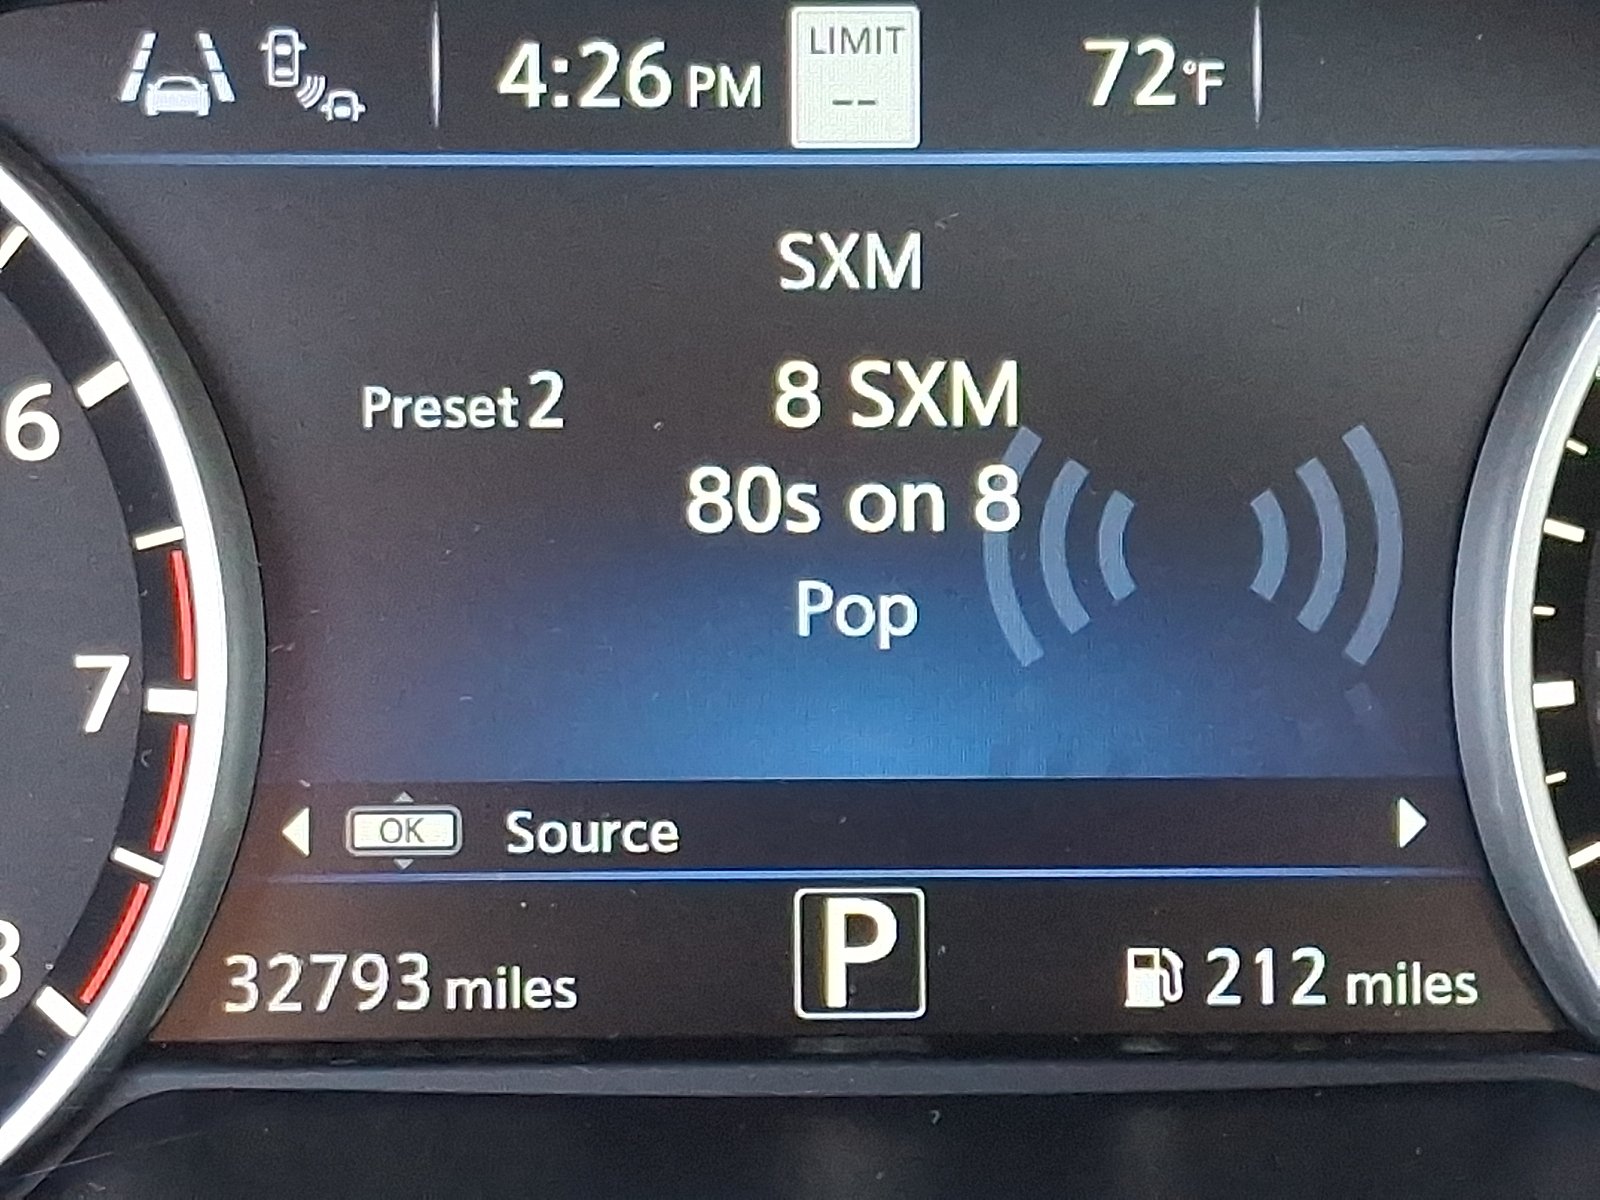 4:26 PM
LIMIT
--
72°F
SXM
Preset 2
8 SXM
80s on 8
Pop
6
7
8
OK
Source
32793 miles
P
212 miles